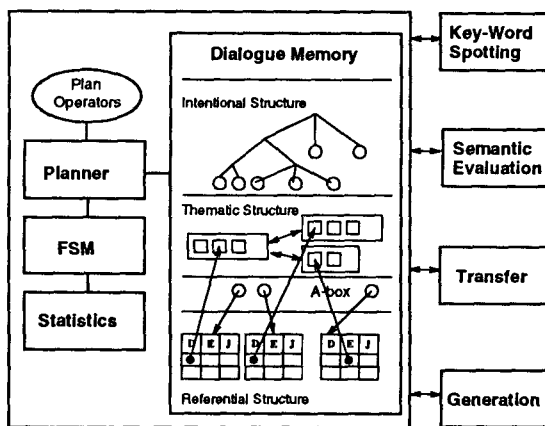 Plan
Operators
Planner
FSM
Statistics
Dialogue Memory
Intentional Structure
Thematic Structure
A-box
D E J
D E J
D E J
Referential Structure
Key-Word
Spotting
Semantic
Evaluation
Transfer
Generation